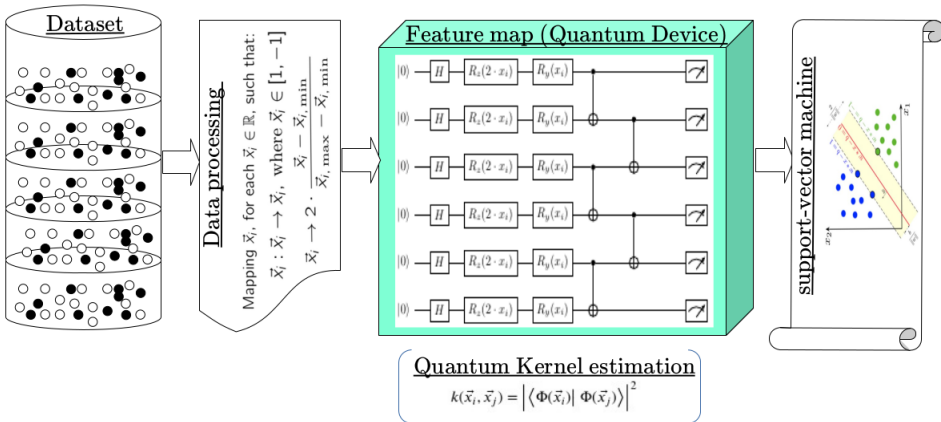 Dataset
Data processing
Mapping x⃗ᵢ, for each x⃗ᵢ ∈ ℝ, such that:
x⃗ᵢ : x⃗ᵢ → x⃗ᵢ, where x⃗ᵢ ∈ [1, −1]
x⃗ᵢ → 2 · (x⃗ᵢ − x⃗ᵢ,min) / (x⃗ᵢ,max − x⃗ᵢ,min)
Feature map (Quantum Device)
|0⟩ H R_z(2 · xᵢ) R_y(xᵢ)
|0⟩ H R_z(2 · xᵢ) R_y(xᵢ)
|0⟩ H R_z(2 · xᵢ) R_y(xᵢ)
|0⟩ H R_z(2 · xᵢ) R_y(xᵢ)
|0⟩ H R_z(2 · xᵢ) R_y(xᵢ)
|0⟩ H R_z(2 · xᵢ) R_y(xᵢ)
Quantum Kernel estimation
k(x⃗ᵢ, x⃗ⱼ) = |⟨Φ(x⃗ᵢ)| Φ(x⃗ⱼ)⟩|²
support-vector machine
x₁
x₂